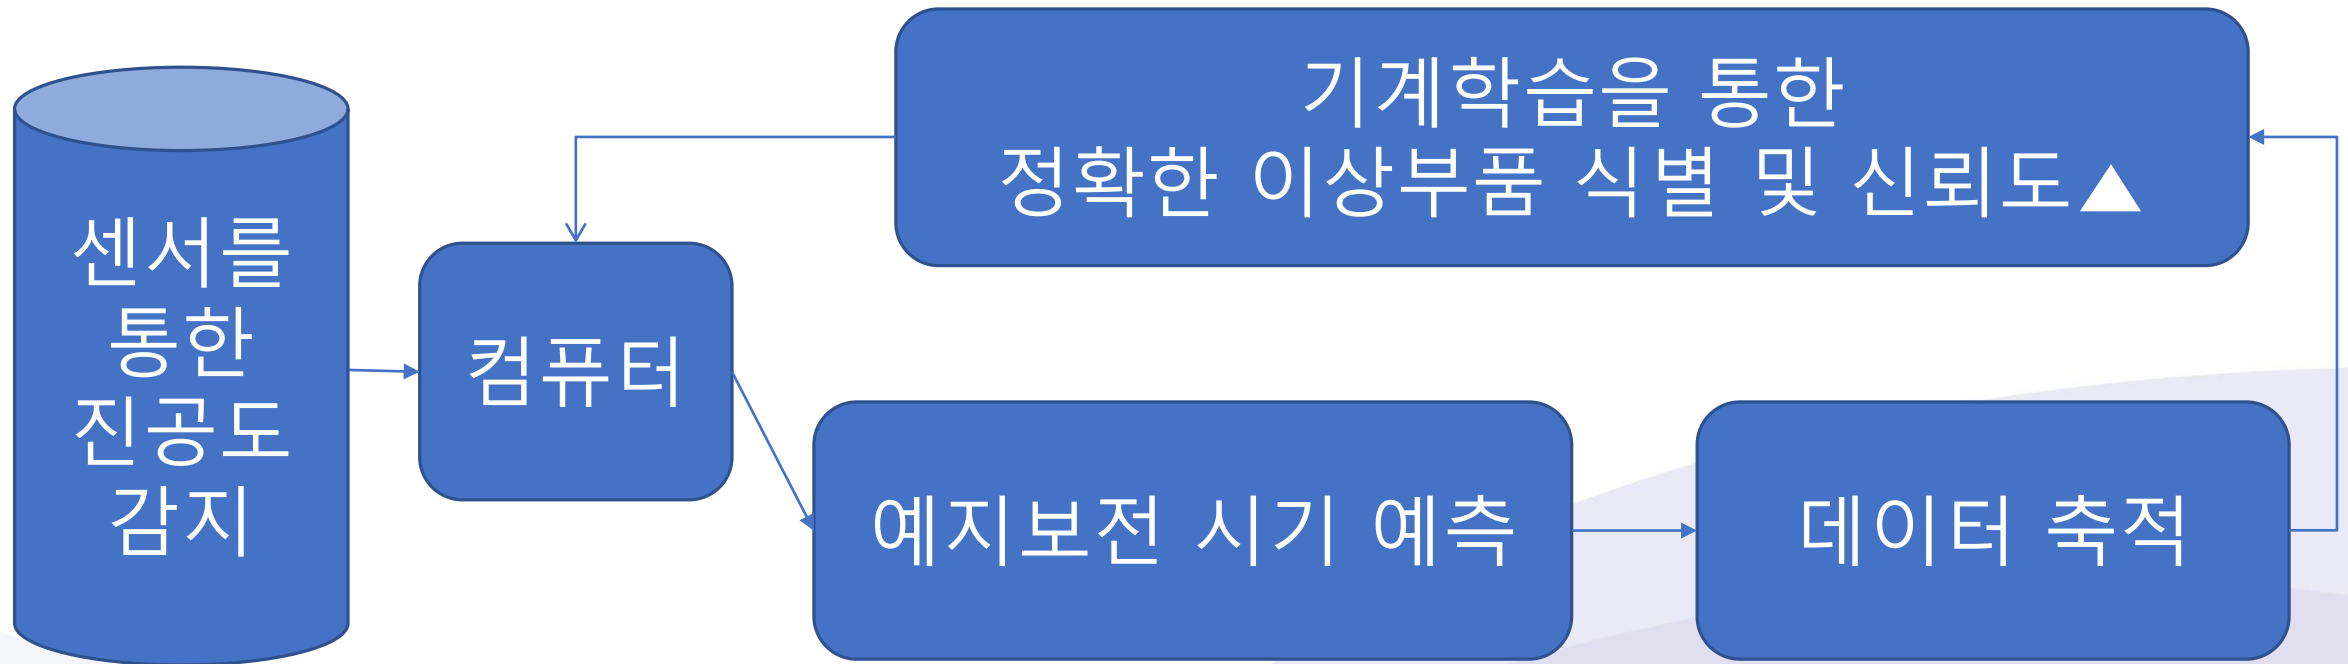 기계학습을 통한
정확한 이상부품 식별 및 신뢰도▲
센서를
통한
진공도
감지
컴퓨터
예지보전 시기 예측
데이터 축적